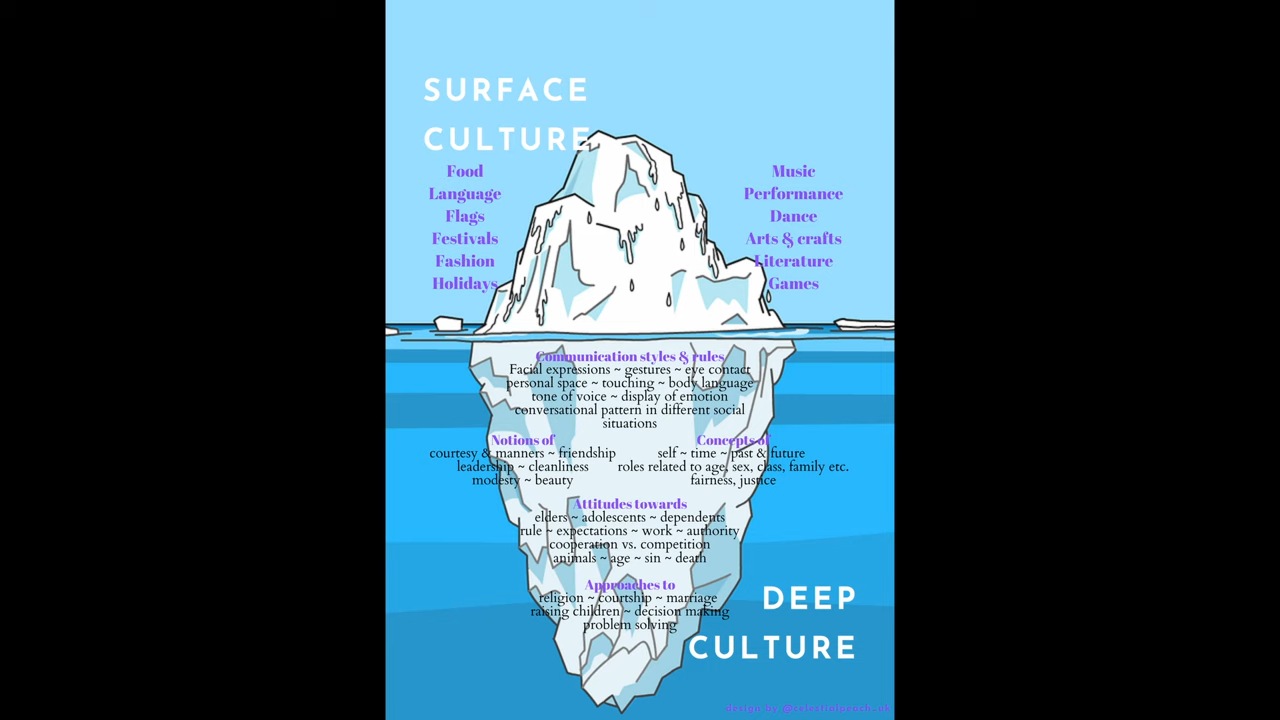 SURFACE
CULTURE
Food
Language
Flags
Festivals
Fashion
Holidays
Music
Performance
Dance
Arts & crafts
Literature
Games
Communication styles & rules
Facial expressions ~ gestures ~ eye contact
personal space ~ touching ~ body language
tone of voice ~ display of emotion
conversational pattern in different social
situations
Notions of
courtesy & manners ~ friendship
leadership ~ cleanliness
modesty ~ beauty
Concepts of
self ~ time ~ past & future
roles related to age, sex, class, family etc.
fairness, justice
Attitudes towards
elders ~ adolescents ~ dependents
rule ~ expectations ~ work ~ authority
cooperation vs. competition
animals ~ age ~ sin ~ death
Approaches to
religion ~ courtship ~ marriage
raising children ~ decision making
problem solving
DEEP
CULTURE
design by @celestialpeach_uk